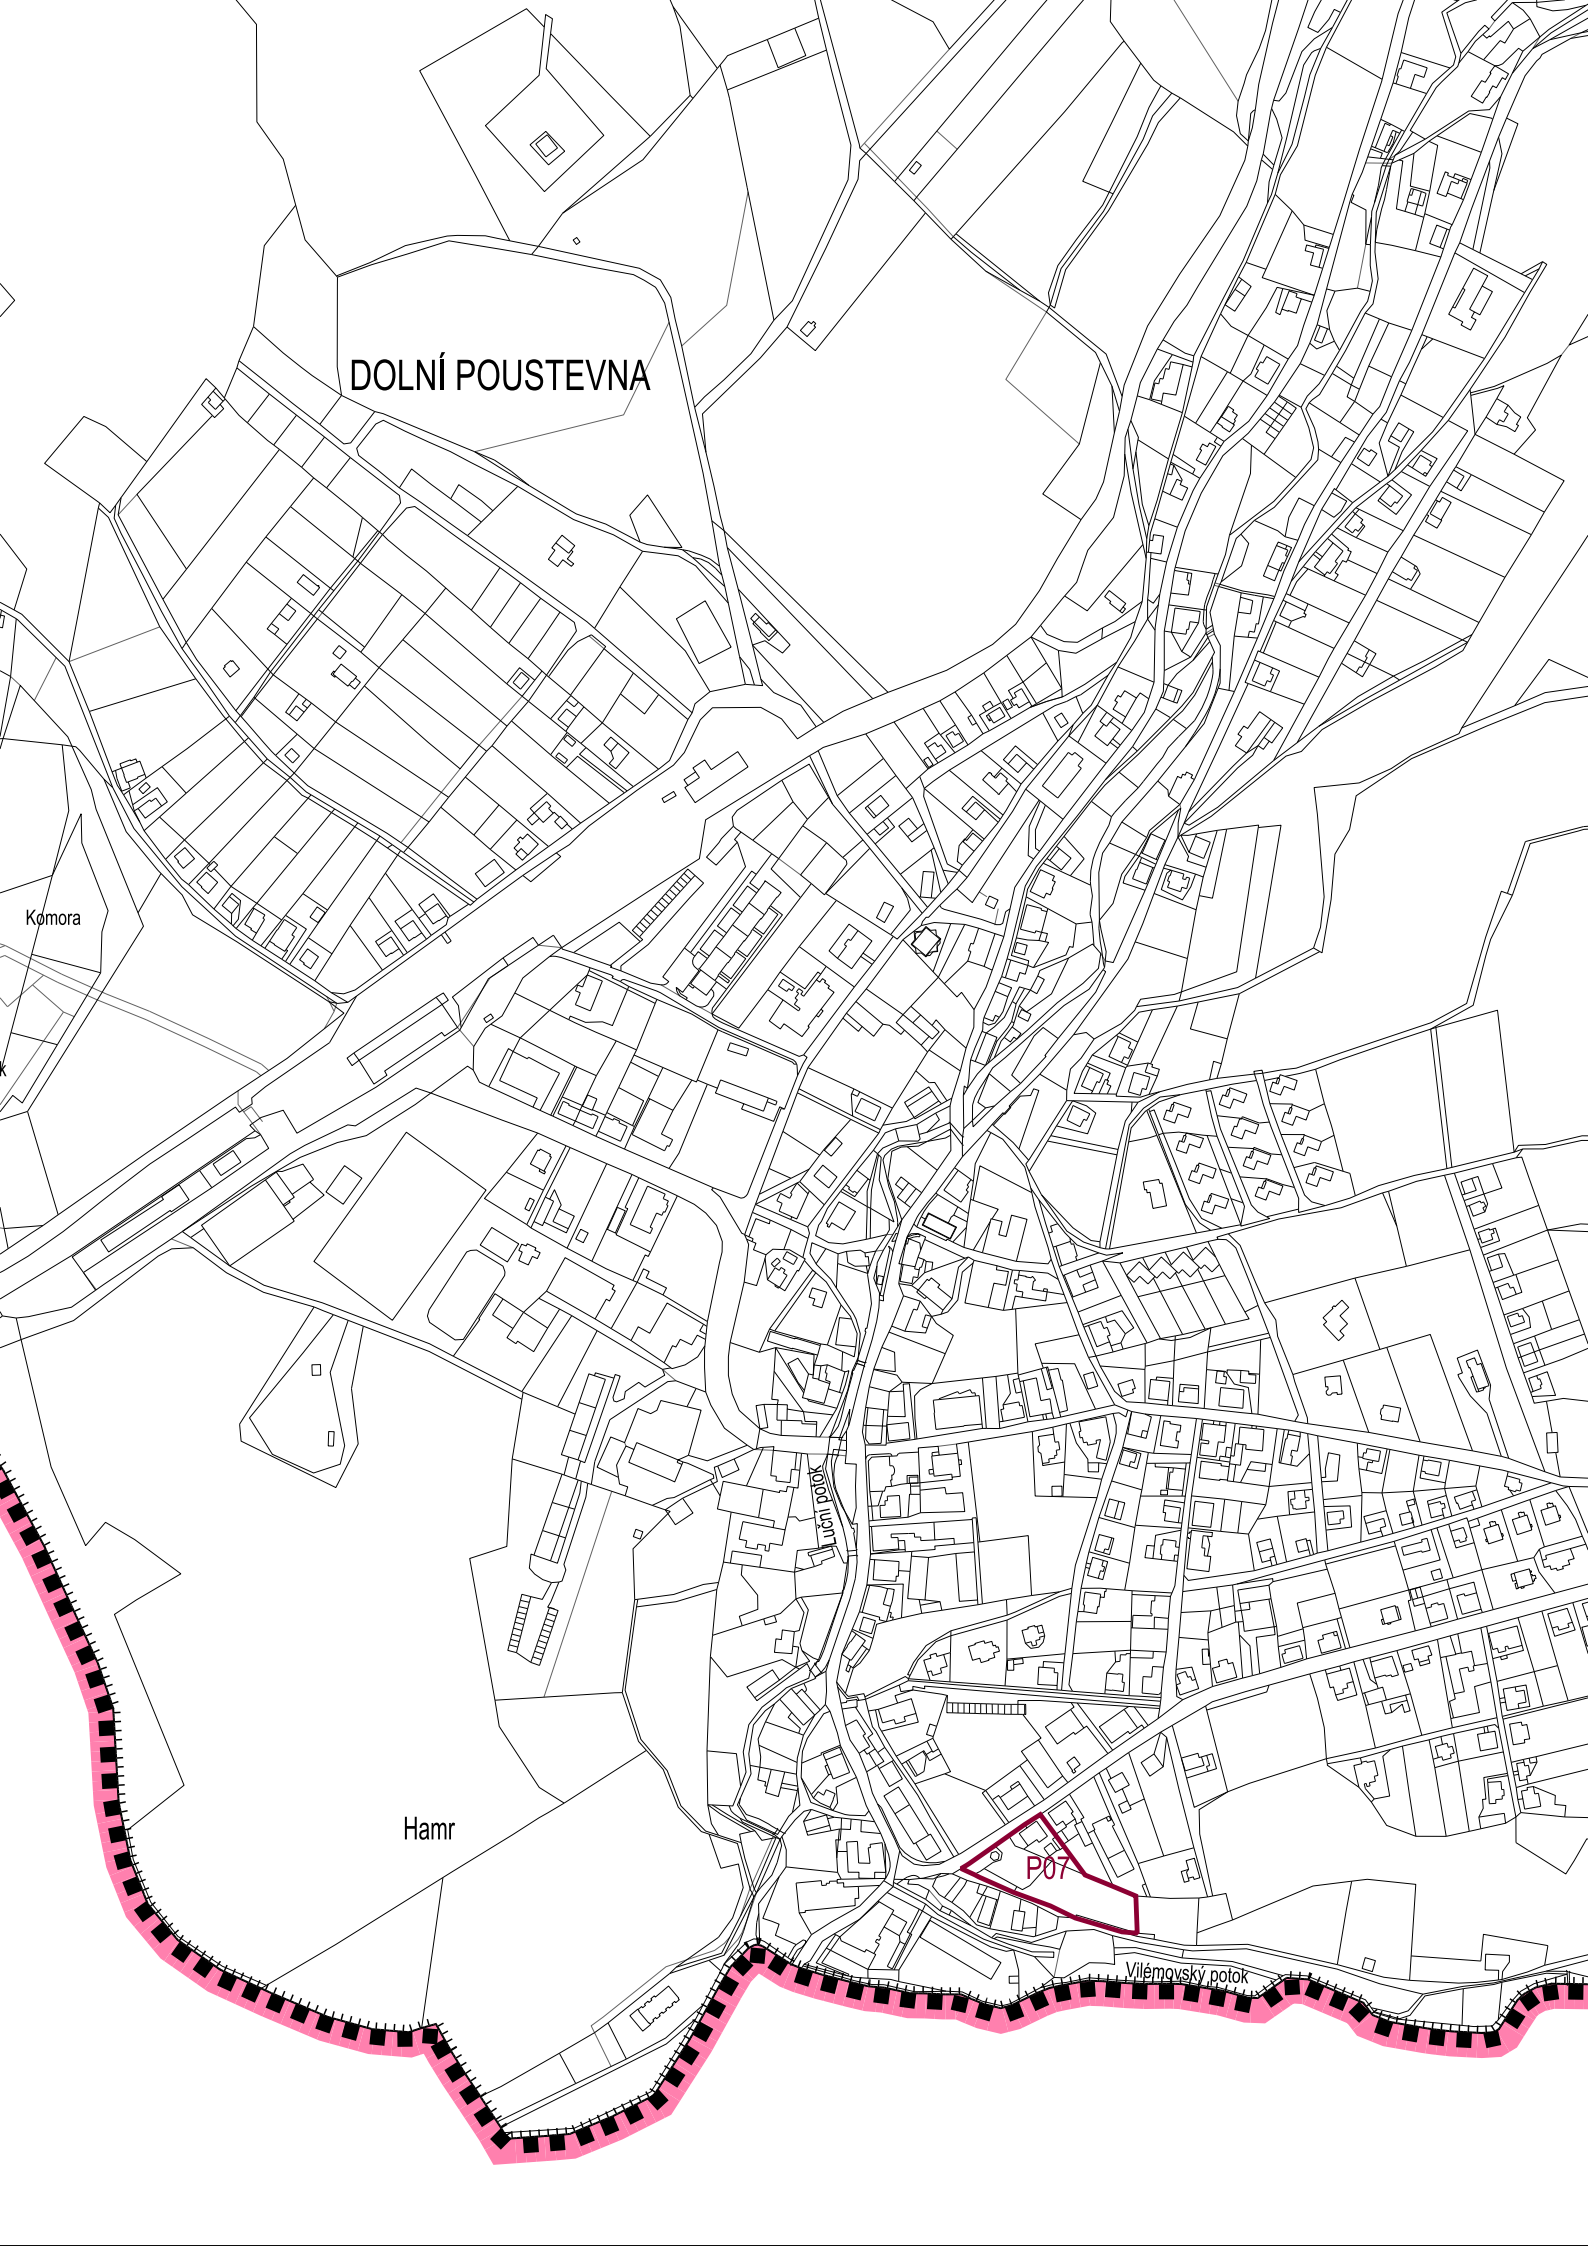 DOLNÍ POUSTEVNA
Komora
k
Luční potok
Hamr
P07
Vilémovský potok